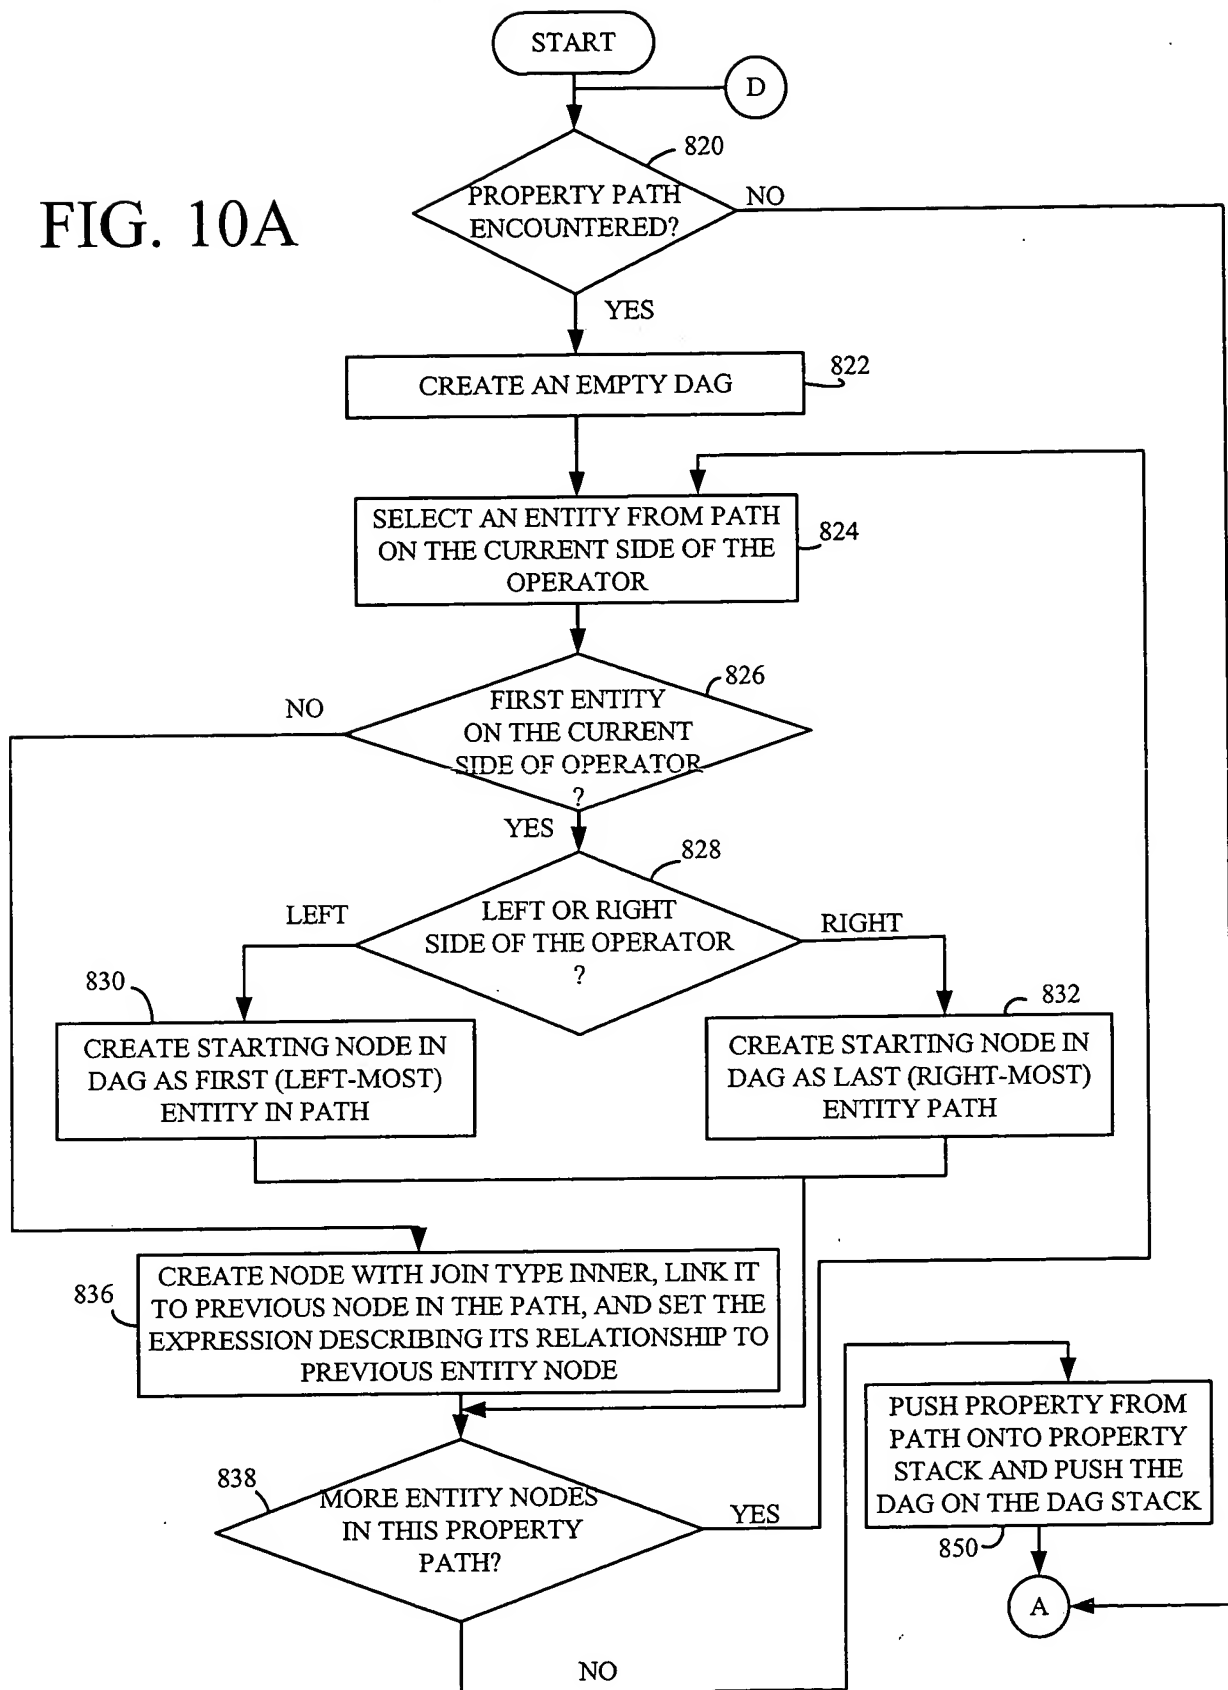 START
D
820
FIG. 10A
PROPERTY PATH
ENCOUNTERED?
NO
YES
CREATE AN EMPTY DAG
822
SELECT AN ENTITY FROM PATH
ON THE CURRENT SIDE OF THE
OPERATOR
824
826
FIRST ENTITY
ON THE CURRENT
SIDE OF OPERATOR
?
NO
YES
828
LEFT OR RIGHT
SIDE OF THE OPERATOR
?
LEFT
RIGHT
830
832
CREATE STARTING NODE IN
DAG AS FIRST (LEFT-MOST)
ENTITY IN PATH
CREATE STARTING NODE IN
DAG AS LAST (RIGHT-MOST)
ENTITY PATH
836
CREATE NODE WITH JOIN TYPE INNER, LINK IT
TO PREVIOUS NODE IN THE PATH, AND SET THE
EXPRESSION DESCRIBING ITS RELATIONSHIP TO
PREVIOUS ENTITY NODE
838
MORE ENTITY NODES
IN THIS PROPERTY
PATH?
YES
NO
PUSH PROPERTY FROM
PATH ONTO PROPERTY
STACK AND PUSH THE
DAG ON THE DAG STACK
850
A